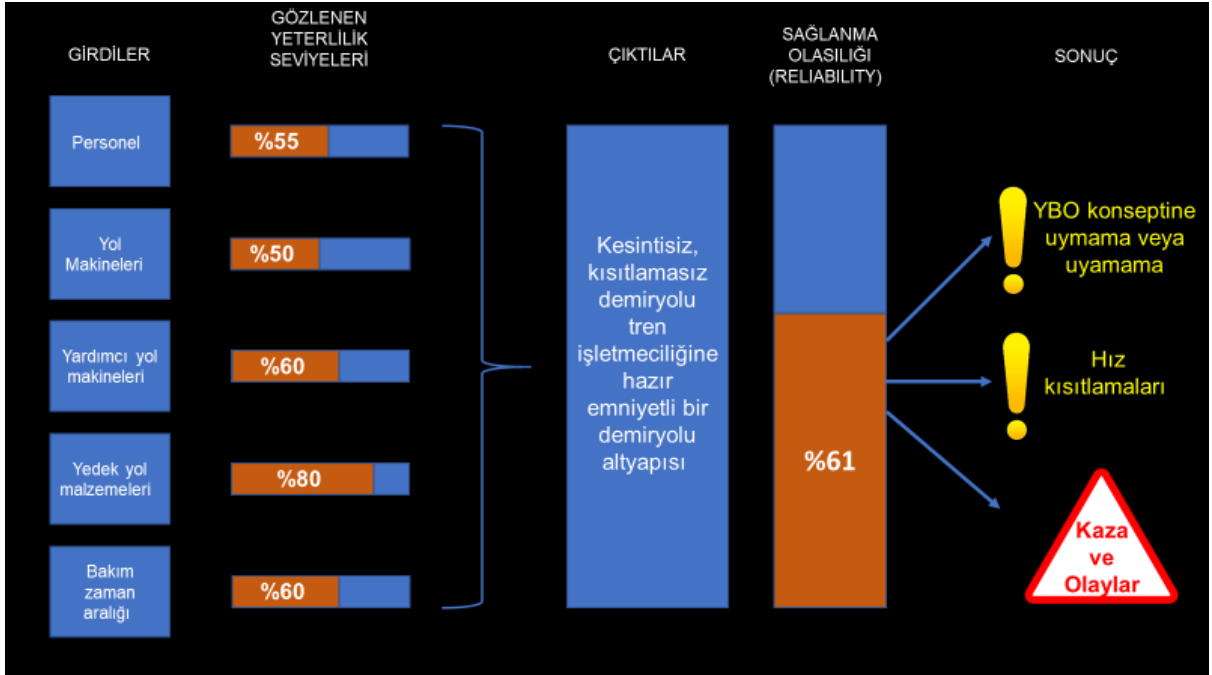 GİRDİLER
GÖZLENEN
YETERLİLİK
SEVİYELERİ
ÇIKTILAR
SAĞLANMA
OLASILIĞI
(RELIABILITY)
SONUÇ
Personel
%55
Yol
Makineleri
%50
Yardımcı yol
makineleri
%60
Yedek yol
malzemeleri
%80
Bakım
zaman
aralığı
%60
Kesintisiz,
kısıtlamasız
demiryolu
tren
işletmeciliğine
hazır
emniyetli bir
demiryolu
altyapısı
%61
YBO konseptine
uymama veya
uyamama
Hız
kısıtlamaları
Kaza
ve
Olaylar